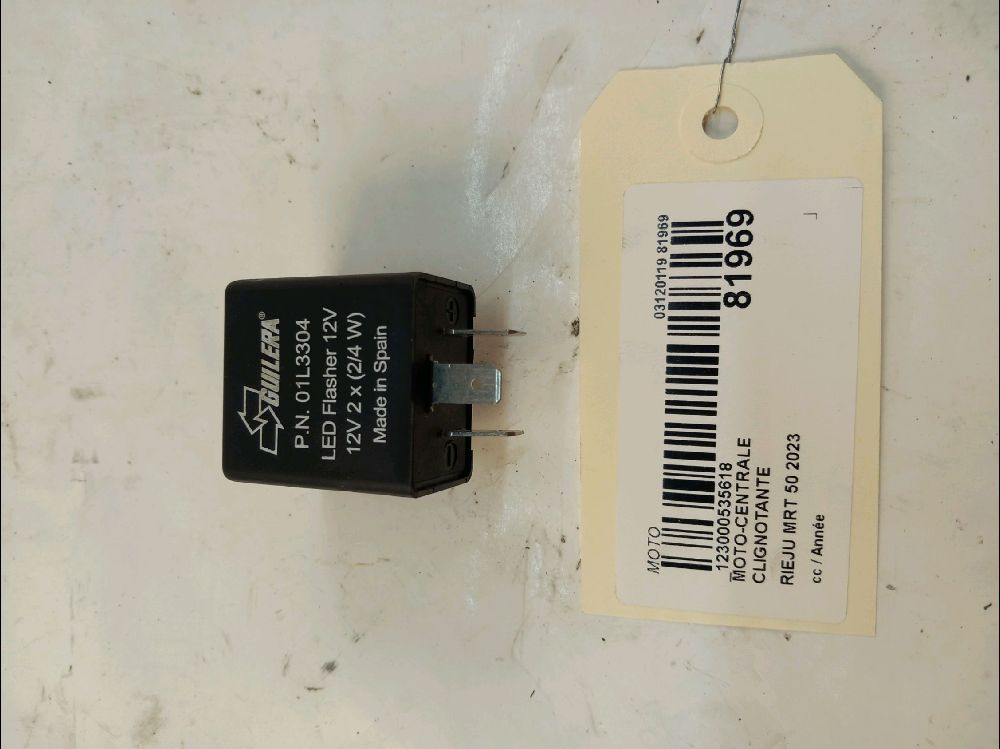 GUILERA®
P.N. 01L3304
LED Flasher 12V
12V 2 x (2/4 W)
Made in Spain
+
-
MOTO
03120119 81969
123000535618
81969
MOTO-CENTRALE
CLIGNOTANTE
RIEJU MRT 50 2023
cc / Année